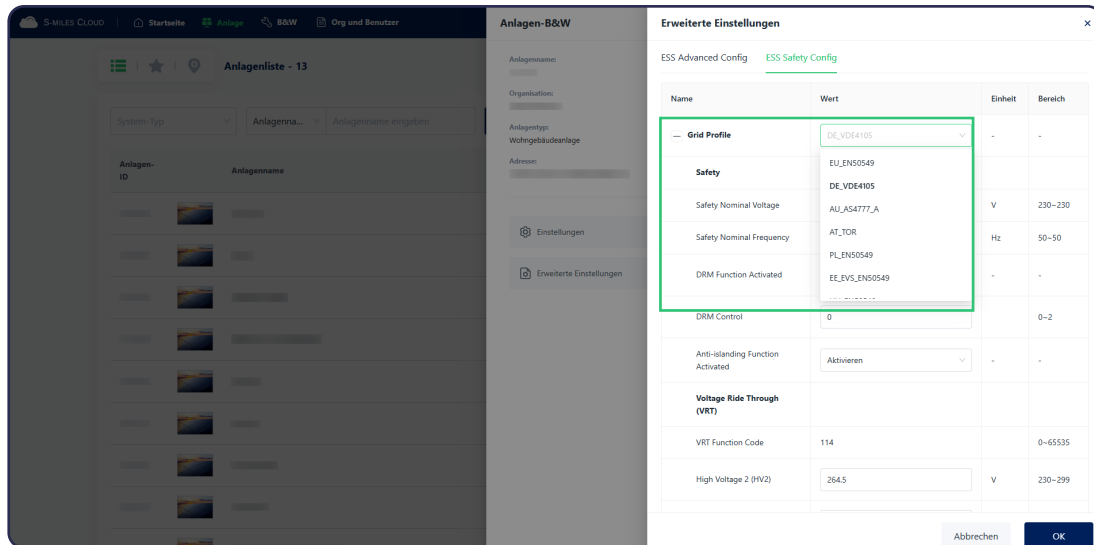 S-MILES CLOUD
Startseite
Anlage
B&W
Org und Benutzer
Anlagenliste - 13
System-Typ
Anlagenna...
Anlagenname eingeben
Anlagen-
ID
Anlagenname
Anlagen-B&W
Anlagenname:
Organisation:
Anlagentyp:
Wohngebäudeanlage
Adresse:
Einstellungen
Erweiterte Einstellungen
Erweiterte Einstellungen
ESS Advanced Config
ESS Safety Config
Name Wert Einheit Bereich
Grid Profile DE_VDE4105 - -
EU_EN50549
Safety
DE_VDE4105
Safety Nominal Voltage AU_AS4777_A V 230~230
Safety Nominal Frequency AT_TOR Hz 50~50
PL_EN50549
DRM Function Activated EE_EVS_EN50549 - -
DRM Control 0 0~2
Anti-islanding Function
Activated Aktivieren - -
Voltage Ride Through
(VRT)
VRT Function Code 114 0~65535
High Voltage 2 (HV2) 264.5 V 230~299
Abbrechen OK